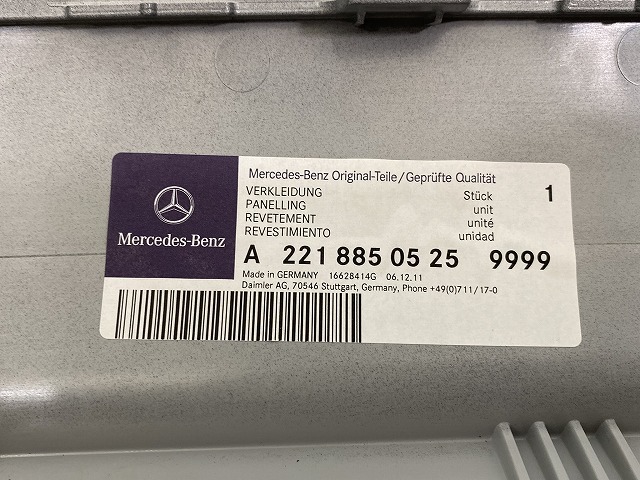 Mercedes-Benz
Mercedes-Benz Original-Teile/Geprüfte Qualität
VERKLEIDUNG Stück 1
PANELLING unit
REVETEMENT unité
REVESTIMIENTO unidad
A 221 885 05 25 9999
Made in GERMANY 16628414G 06.12.11
Daimler AG, 70546 Stuttgart, Germany, Phone +49(0)711/17-0